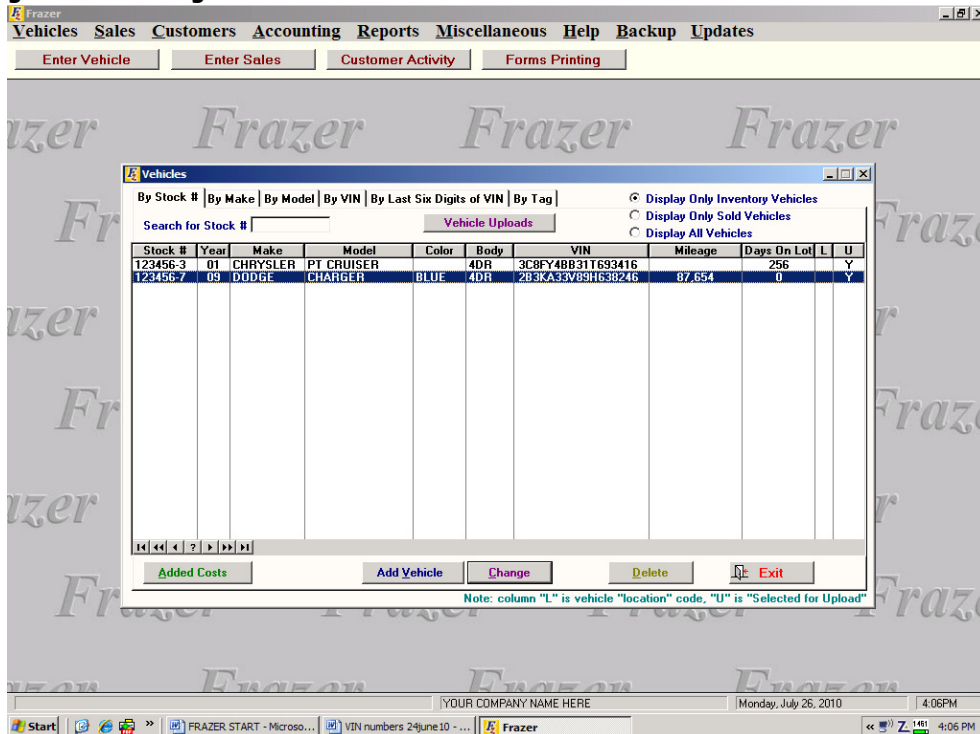 Frazer
Vehicles Sales Customers Accounting Reports Miscellaneous Help Backup Updates
Enter Vehicle Enter Sales Customer Activity Forms Printing
Frazer Frazer Frazer
Vehicles
By Stock # By Make By Model By VIN By Last Six Digits of VIN By Tag
Display Only Inventory Vehicles
Search for Stock # Vehicle Uploads
Display Only Sold Vehicles
Display All Vehicles
Stock # Year Make Model Color Body VIN Mileage Days On Lot L U
123456-3 01 CHRYSLER PT CRUISER 4DR 3C8FY4BB31T693416 256 Y
123456-7 09 DODGE CHARGER BLUE 4DR 2B3KA33V89H638246 87,654 0 Y
Added Costs Add Vehicle Change Delete Exit
Note: column "L" is vehicle "location" code, "U" is "Selected for Upload"
YOUR COMPANY NAME HERE Monday, July 26, 2010 4:06PM
Start FRAZER START - Microso... VIN numbers 24june10 - ... Frazer 4:06 PM